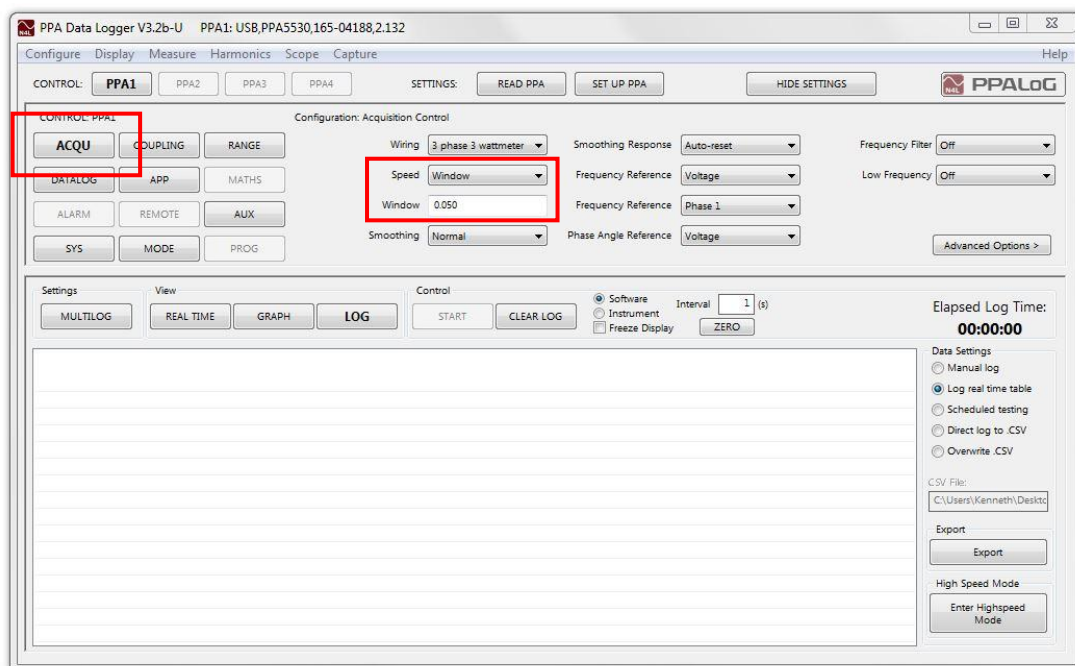 PPA Data Logger V3.2b-U PPA1: USB,PPA5530,165-04188,2.132
Configure Display Measure Harmonics Scope Capture Help
CONTROL: PPA1 PPA2 PPA3 PPA4 SETTINGS: READ PPA SET UP PPA HIDE SETTINGS N4L PPALoG
CONTROL: PPA1 Configuration: Acquisition Control
ACQU COUPLING RANGE Wiring 3 phase 3 wattmeter Smoothing Response Auto-reset Frequency Filter Off
DATALOG APP MATHS Speed Window Frequency Reference Voltage Low Frequency Off
ALARM REMOTE AUX Window 0.050 Frequency Reference Phase 1
SYS MODE PROG Smoothing Normal Phase Angle Reference Voltage Advanced Options >
Settings View Control
MULTILOG REAL TIME GRAPH LOG START CLEAR LOG
Software
Instrument
Freeze Display
Interval 1 (s)
ZERO
Elapsed Log Time:
00:00:00
Data Settings
Manual log
Log real time table
Scheduled testing
Direct log to .CSV
Overwrite .CSV
CSV File:
C:\Users\Kenneth\Deskto
Export
Export
High Speed Mode
Enter Highspeed
Mode